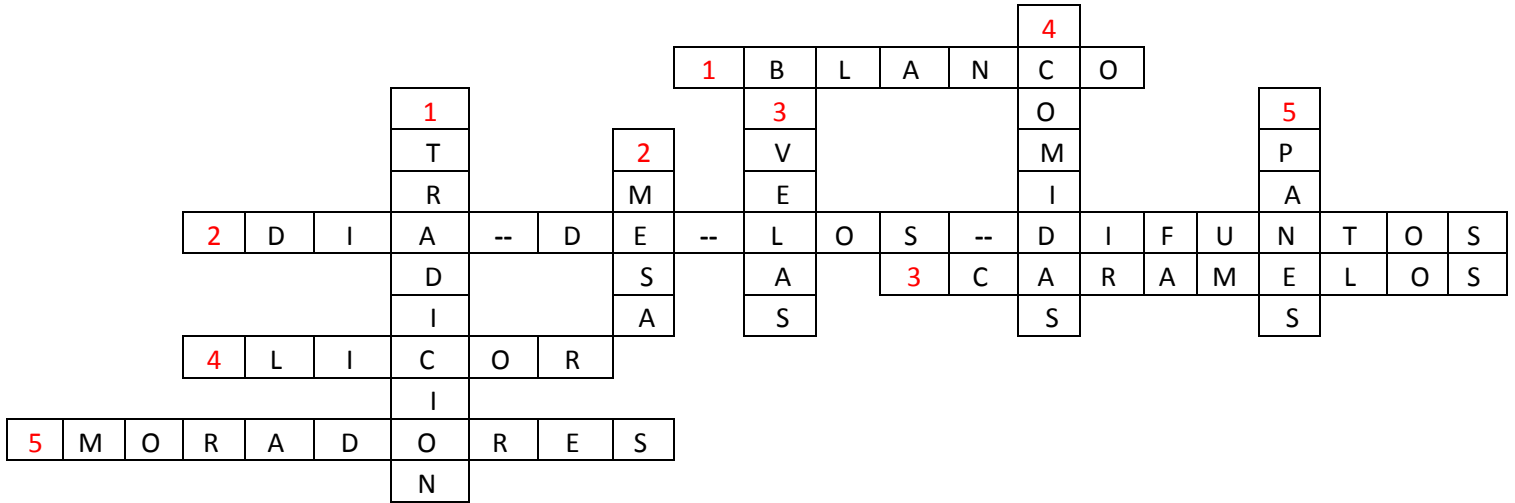 4
1 B L A N C O
1 3 O 5
T 2 V M P
R M E I A
2 D I A -- D E -- L O S -- D I F U N T O S
D S A 3 C A R A M E L O S
I A S S S
4 L I C O R
I
5 M O R A D O R E S
N